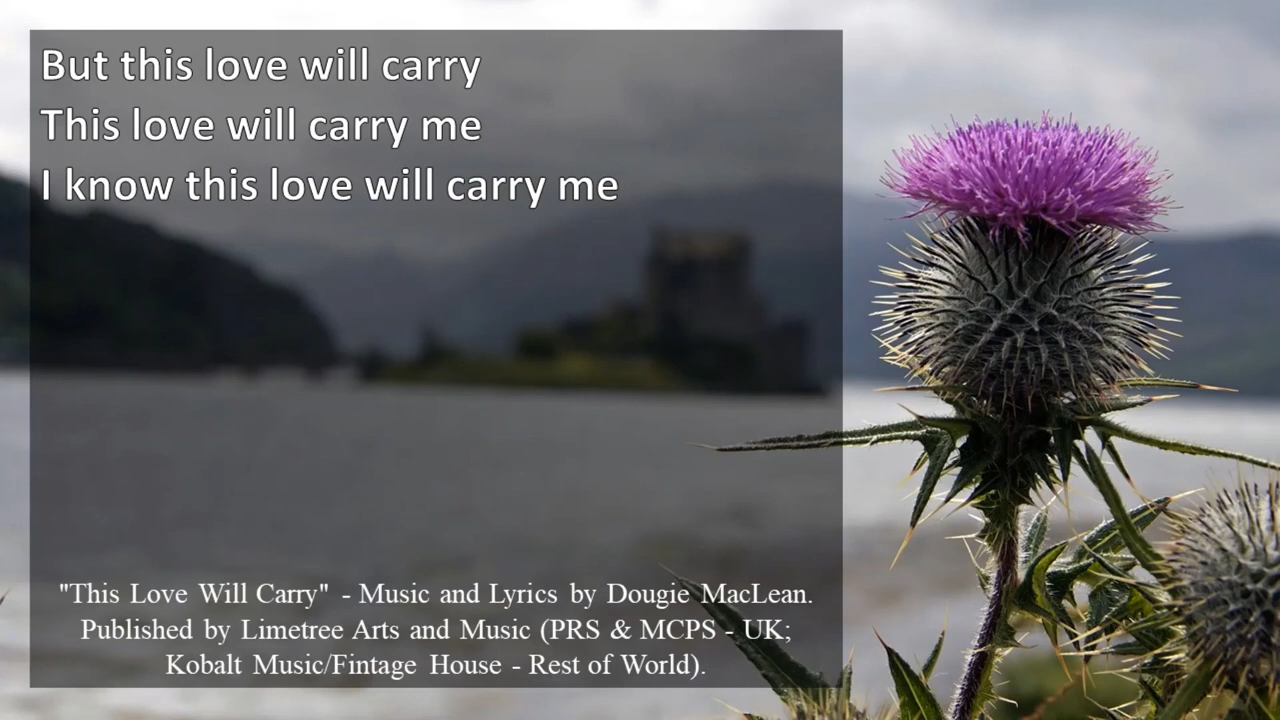 But this love will carry
This love will carry me
I know this love will carry me
"This Love Will Carry" - Music and Lyrics by Dougie MacLean.
Published by Limetree Arts and Music (PRS & MCPS - UK;
Kobalt Music/Fintage House - Rest of World).